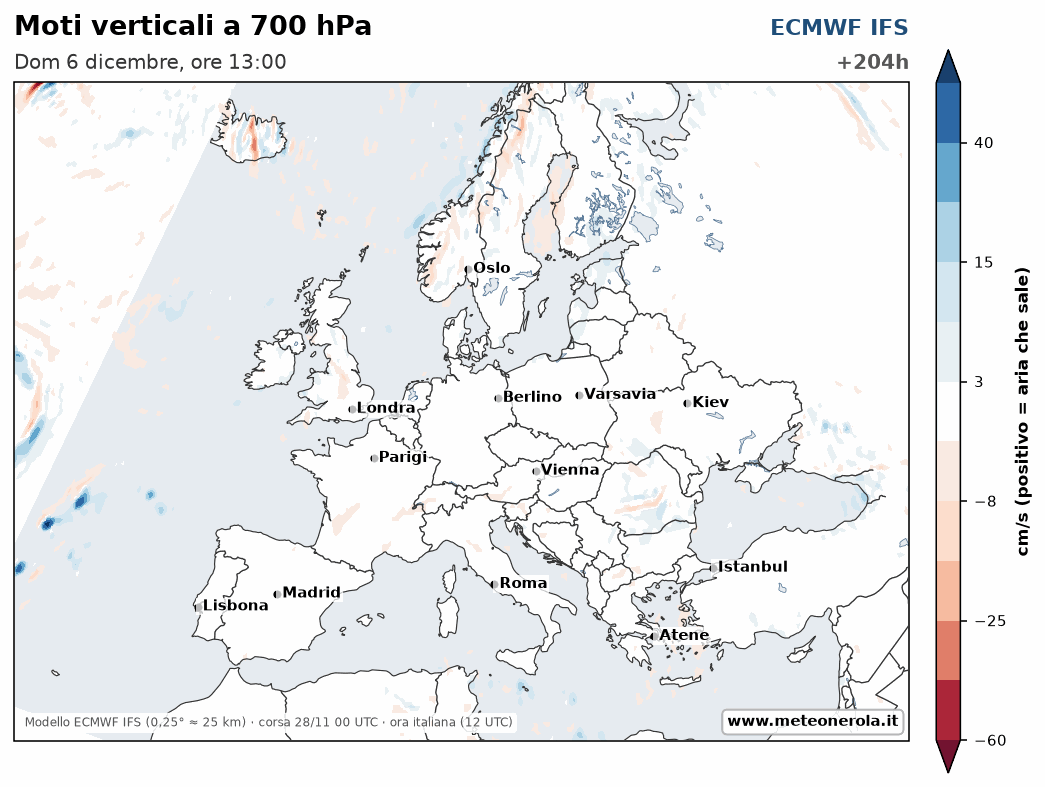 Moti verticali a 700 hPa
ECMWF IFS
Dom 6 dicembre, ore 13:00
+204h
40
15
3
−8
−25
−60
cm/s (positivo = aria che sale)
Oslo
Londra
Berlino
Varsavia
Kiev
Parigi
Vienna
Istanbul
Roma
Madrid
Lisbona
Atene
Modello ECMWF IFS (0,25° ≈ 25 km) · corsa 28/11 00 UTC · ora italiana (12 UTC)
www.meteonerola.it